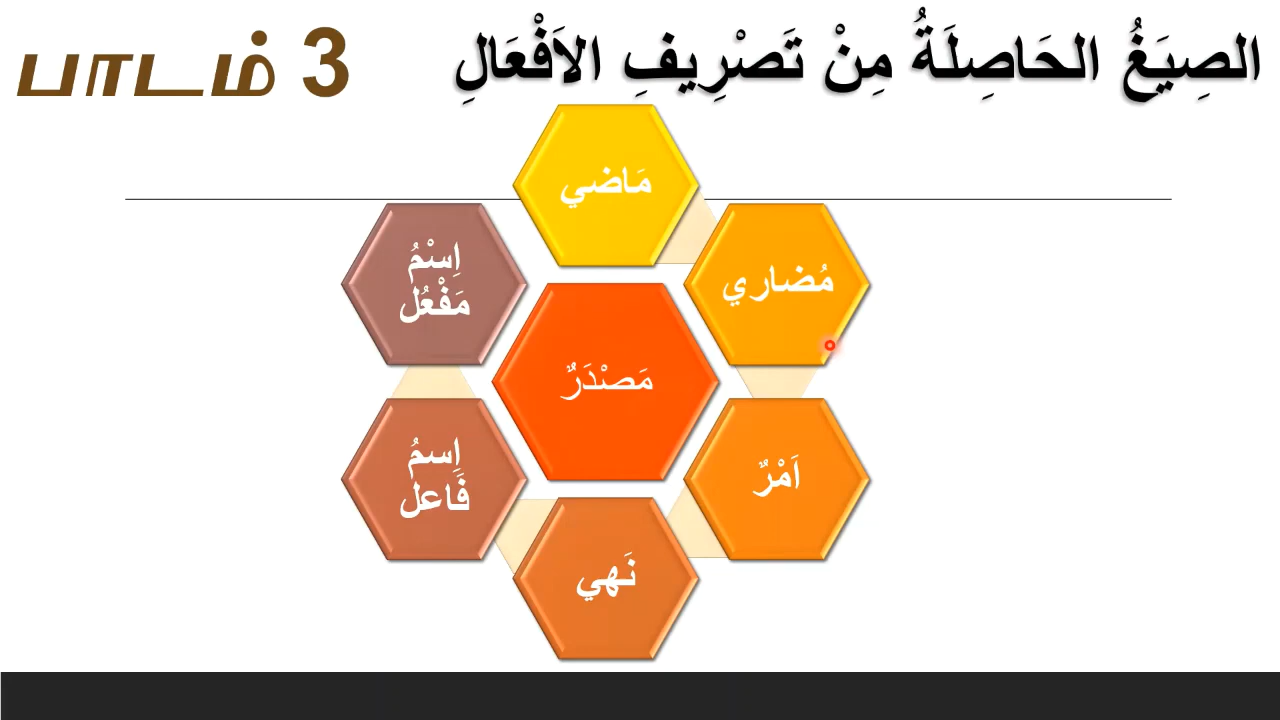 பாடம் 3
الصِيَغُ الحَاصِلَةُ مِنْ تَصْرِيفِ الاَفْعَالِ
مَاضي
مُضاري
اَمْرٌ
نَهي
اِسمُ
فَاعل
اِسْمُ
مَفْعُل
مَصْدَرٌ